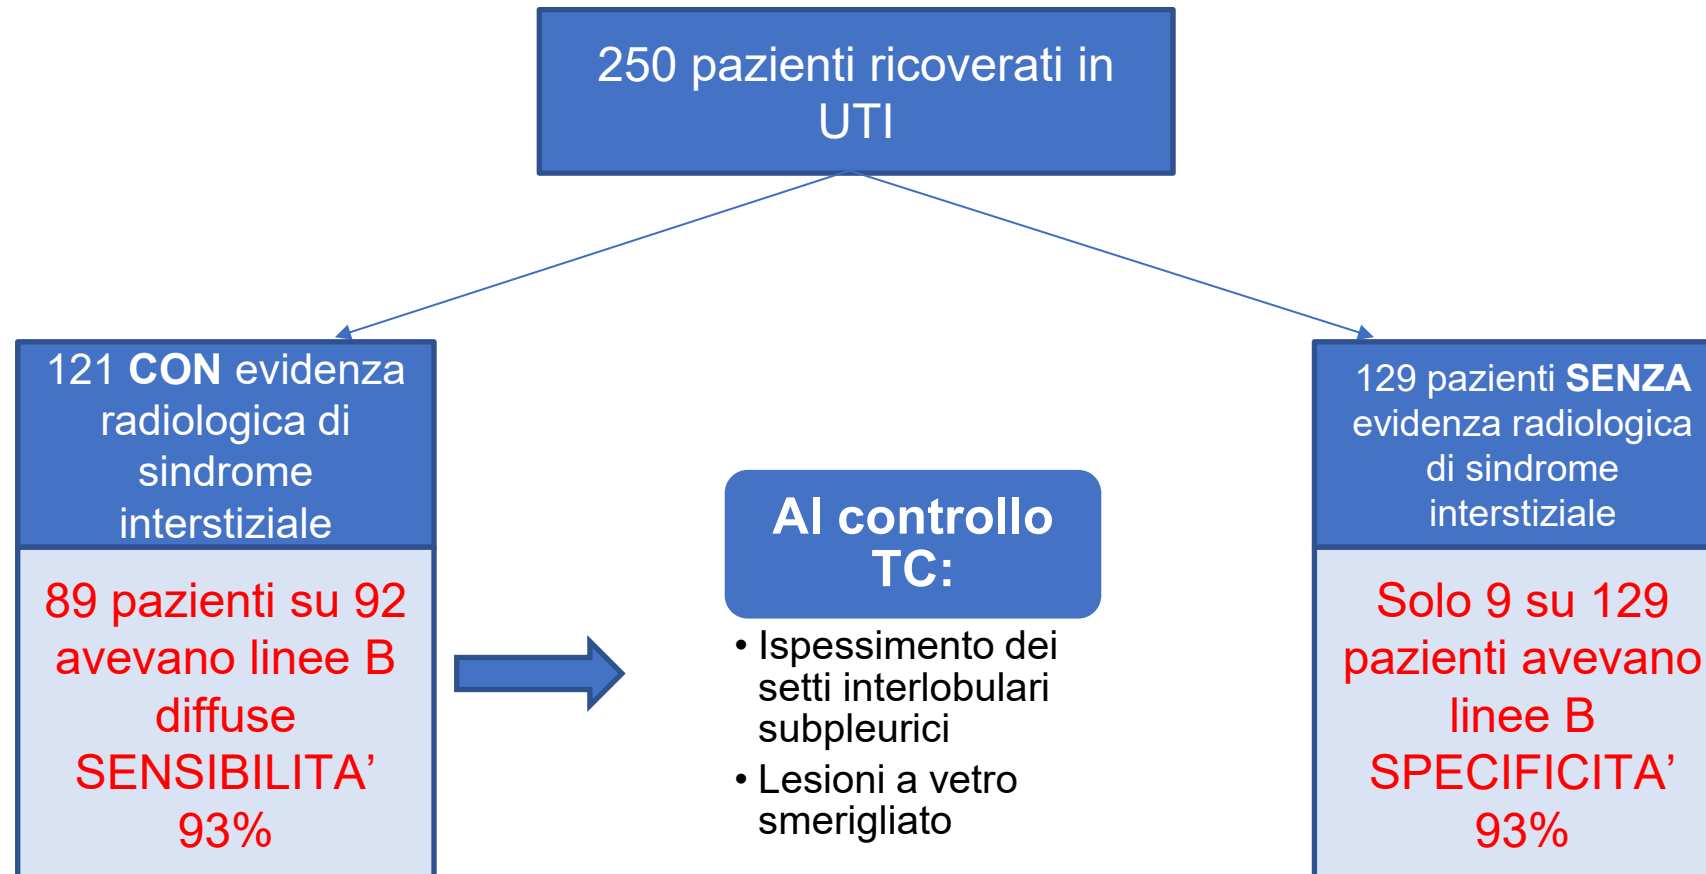 250 pazienti ricoverati in
UTI
121 CON evidenza
radiologica di
sindrome
interstiziale
89 pazienti su 92
avevano linee B
diffuse
SENSIBILITA’
93%
Al controllo
TC:
• Ispessimento dei
setti interlobulari
subpleurici
• Lesioni a vetro
smerigliato
129 pazienti SENZA
evidenza radiologica
di sindrome
interstiziale
Solo 9 su 129
pazienti avevano
linee B
SPECIFICITA’
93%